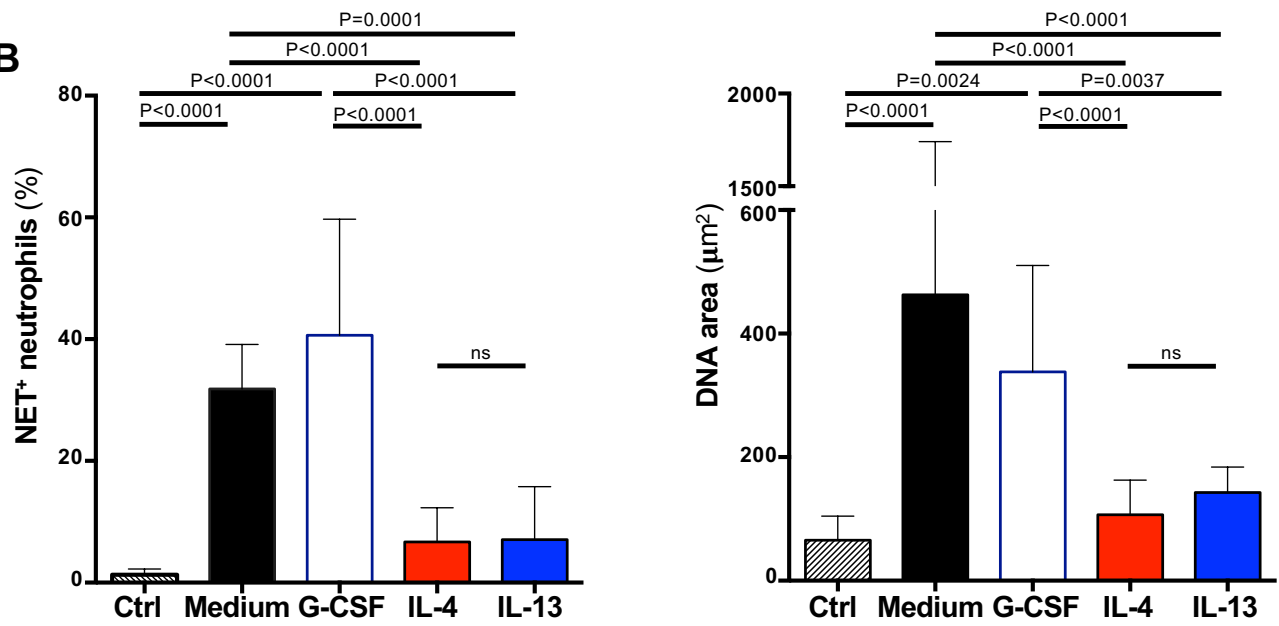 B
P=0.0001
P<0.0001
P<0.0001 P<0.0001
P<0.0001 P<0.0001
80
60
40
20
0
NET⁺ neutrophils (%)
ns
Ctrl Medium G-CSF IL-4 IL-13
P<0.0001
P<0.0001
P=0.0024 P=0.0037
P<0.0001 P<0.0001
2000
1500
600
400
200
0
DNA area (µm²)
ns
Ctrl Medium G-CSF IL-4 IL-13